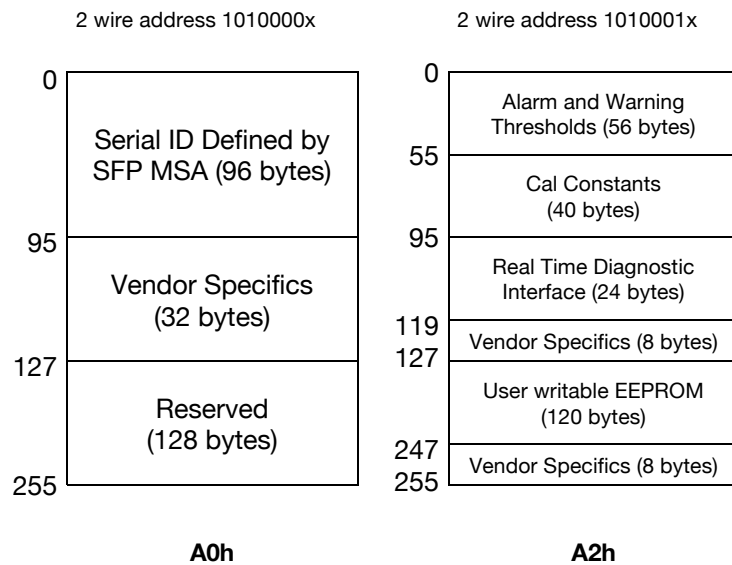 2 wire address 1010000x
0
Serial ID Defined by
SFP MSA (96 bytes)
95
Vendor Specifics
(32 bytes)
127
Reserved
(128 bytes)
255
A0h
2 wire address 1010001x
0
Alarm and Warning
Thresholds (56 bytes)
55
Cal Constants
(40 bytes)
95
Real Time Diagnostic
Interface (24 bytes)
119
Vendor Specifics (8 bytes)
127
User writable EEPROM
(120 bytes)
247
Vendor Specifics (8 bytes)
255
A2h